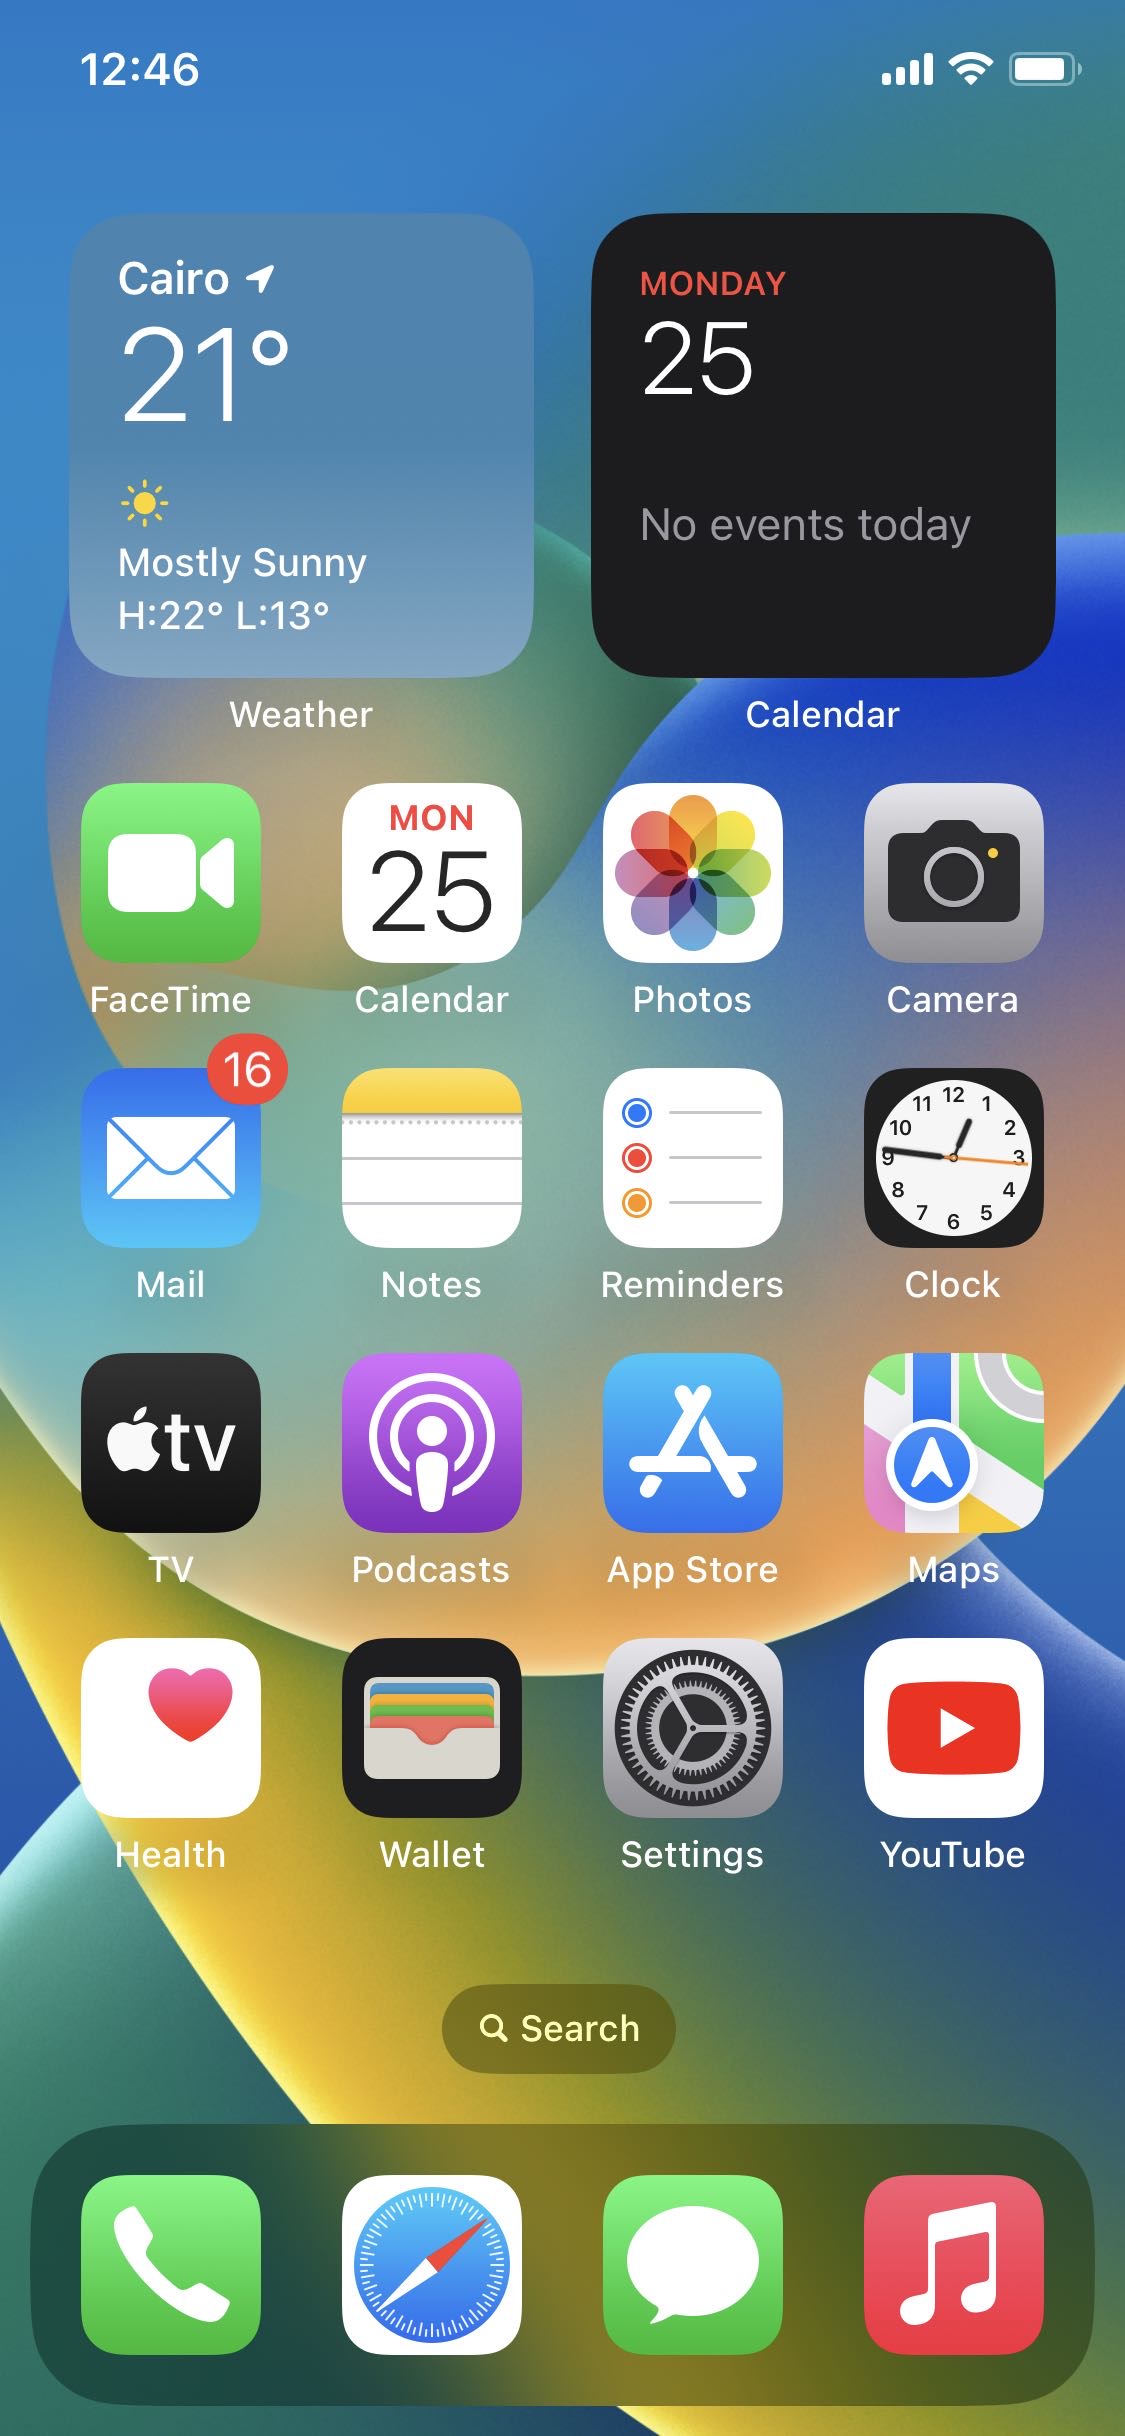 12:46
Cairo
21°
Mostly Sunny
H:22° L:13°
Weather
MONDAY
25
No events today
Calendar
FaceTime
MON
25
Calendar
Photos
Camera
16
Mail
Notes
Reminders
12
1
2
3
4
5
6
7
8
9
10
11
Clock
tv
TV
Podcasts
App Store
Maps
Health
Wallet
Settings
YouTube
Search